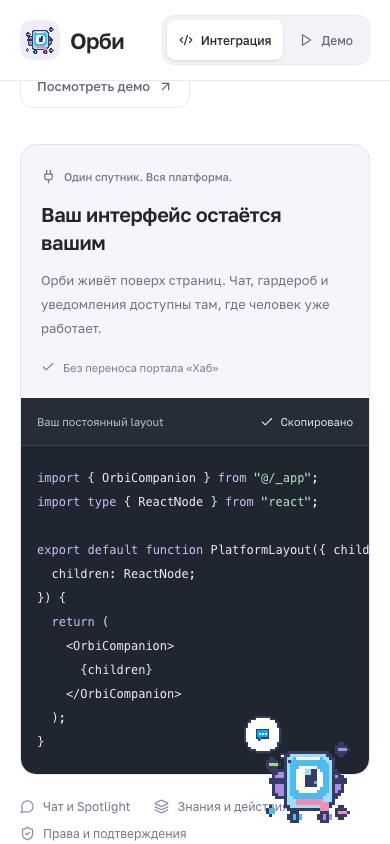 Орби
Интеграция
Демо
Посмотреть демо
Один спутник. Вся платформа.
Ваш интерфейс остаётся
вашим
Орби живёт поверх страниц. Чат, гардероб и
уведомления доступны там, где человек уже
работает.
Без переноса портала «Хаб»
Ваш постоянный layout
Скопировано
import { OrbiCompanion } from "@/_app";
import type { ReactNode } from "react";
export default function PlatformLayout({ child
  children: ReactNode;
}) {
  return (
    <OrbiCompanion>
      {children}
    </OrbiCompanion>
  );
}
Чат и Spotlight
Знания и действия
Права и подтверждения